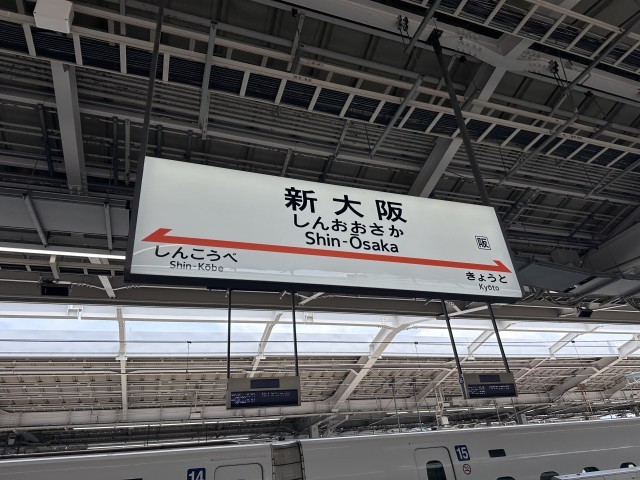 新大阪
しんおおさか
Shin-Ōsaka
阪
しんこうべ
Shin-Kōbe
きょうと
Kyōto
14
15